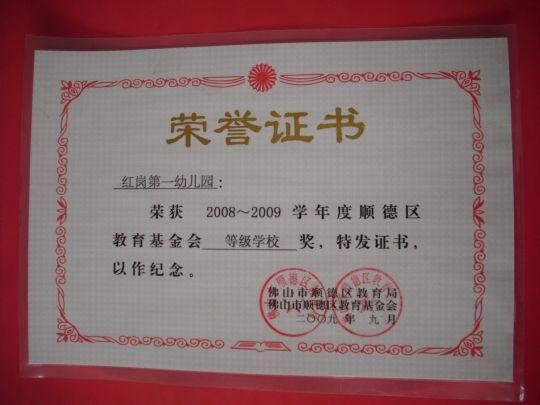 荣誉证书
红岗第一幼儿园：
荣获 2008～2009 学年度顺德区
教育基金会 等级学校 奖，特发证书，
以作纪念。
佛山市顺德区教育局
佛山市顺德区教育基金会
二〇〇九年九月